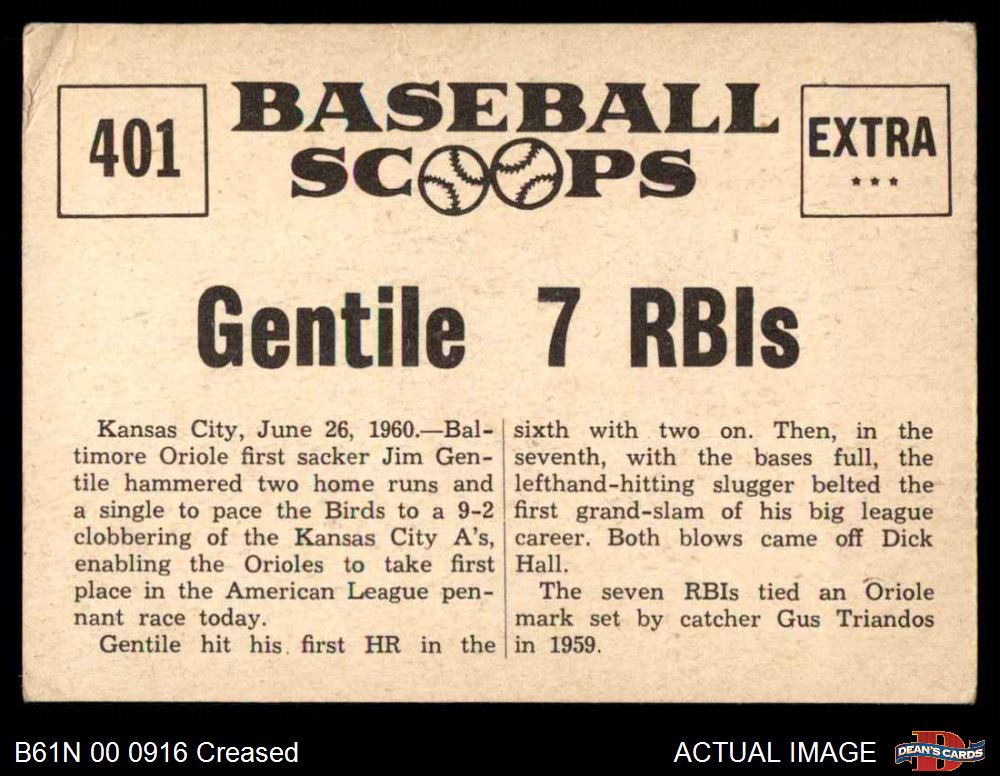 401
BASEBALL
SCOOPS
EXTRA
***
Gentile 7 RBIs
Kansas City, June 26, 1960.—Bal-
timore Oriole first sacker Jim Gen-
tile hammered two home runs and
a single to pace the Birds to a 9-2
clobbering of the Kansas City A's,
enabling the Orioles to take first
place in the American League pen-
nant race today.
Gentile hit his first HR in the
sixth with two on. Then, in the
seventh, with the bases full, the
lefthand-hitting slugger belted the
first grand-slam of his big league
career. Both blows came off Dick
Hall.
The seven RBIs tied an Oriole
mark set by catcher Gus Triandos
in 1959.
B61N 00 0916 Creased
ACTUAL IMAGE
DEAN'S CARDS